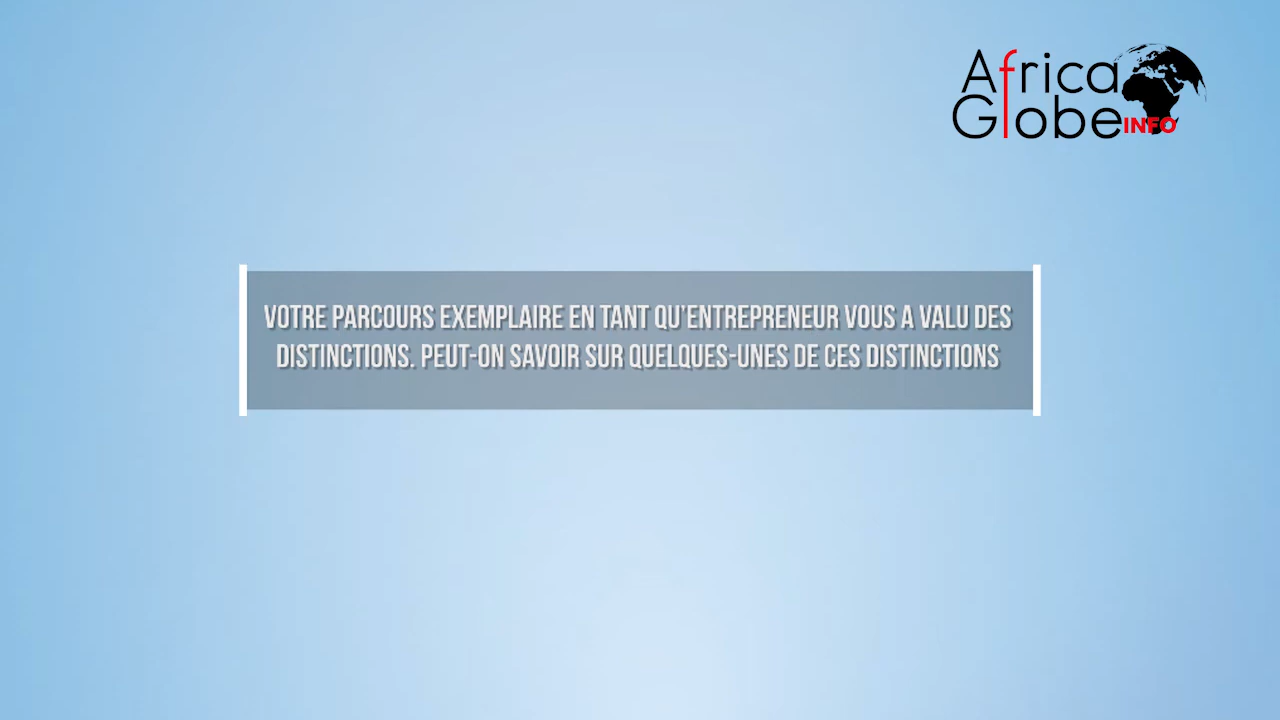 Africa
Globe INFO
VOTRE PARCOURS EXEMPLAIRE EN TANT QU'ENTREPRENEUR VOUS A VALU DES
DISTINCTIONS. PEUT-ON SAVOIR SUR QUELQUES-UNES DE CES DISTINCTIONS